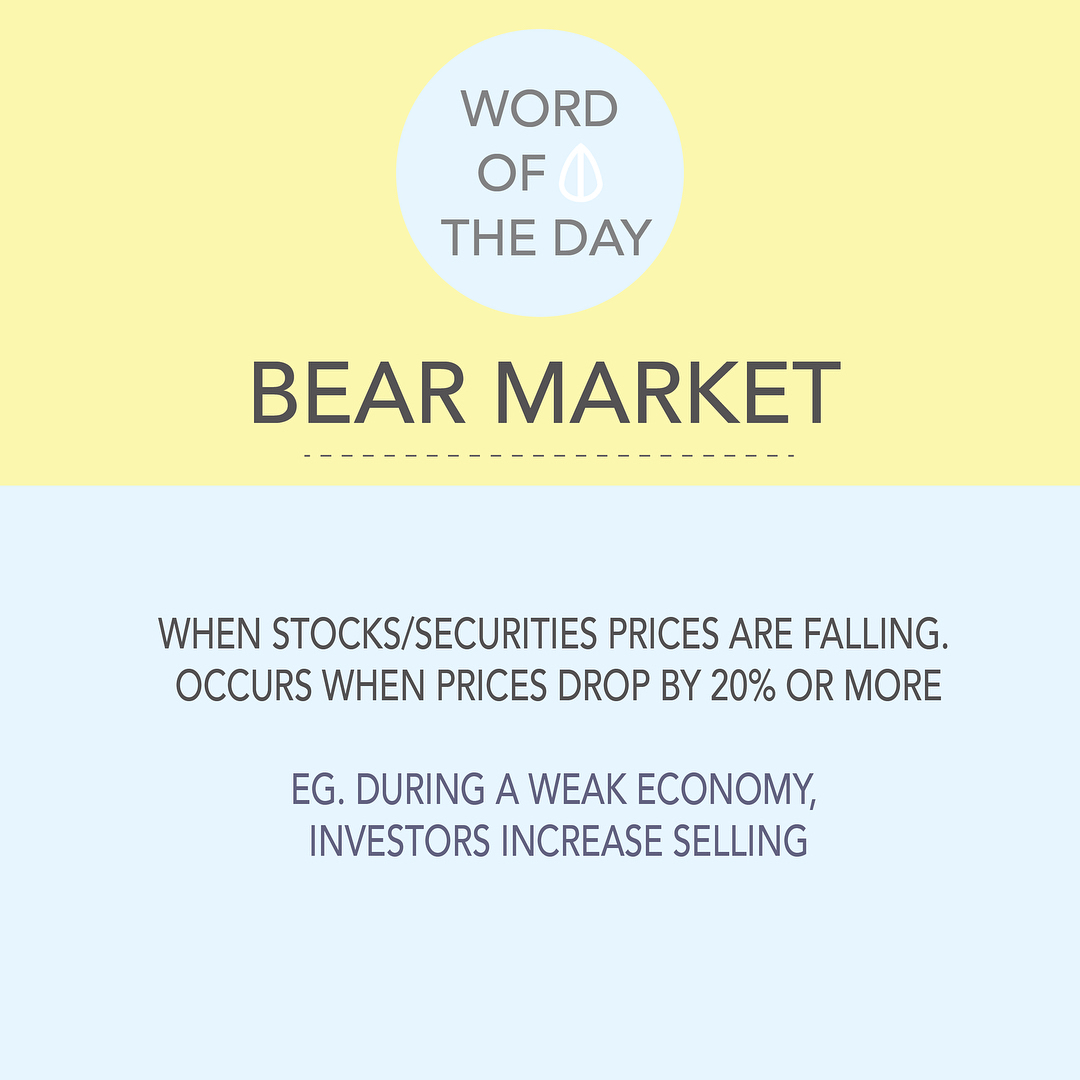 WORD
OF
THE DAY
BEAR MARKET
WHEN STOCKS/SECURITIES PRICES ARE FALLING.
OCCURS WHEN PRICES DROP BY 20% OR MORE
EG. DURING A WEAK ECONOMY,
INVESTORS INCREASE SELLING